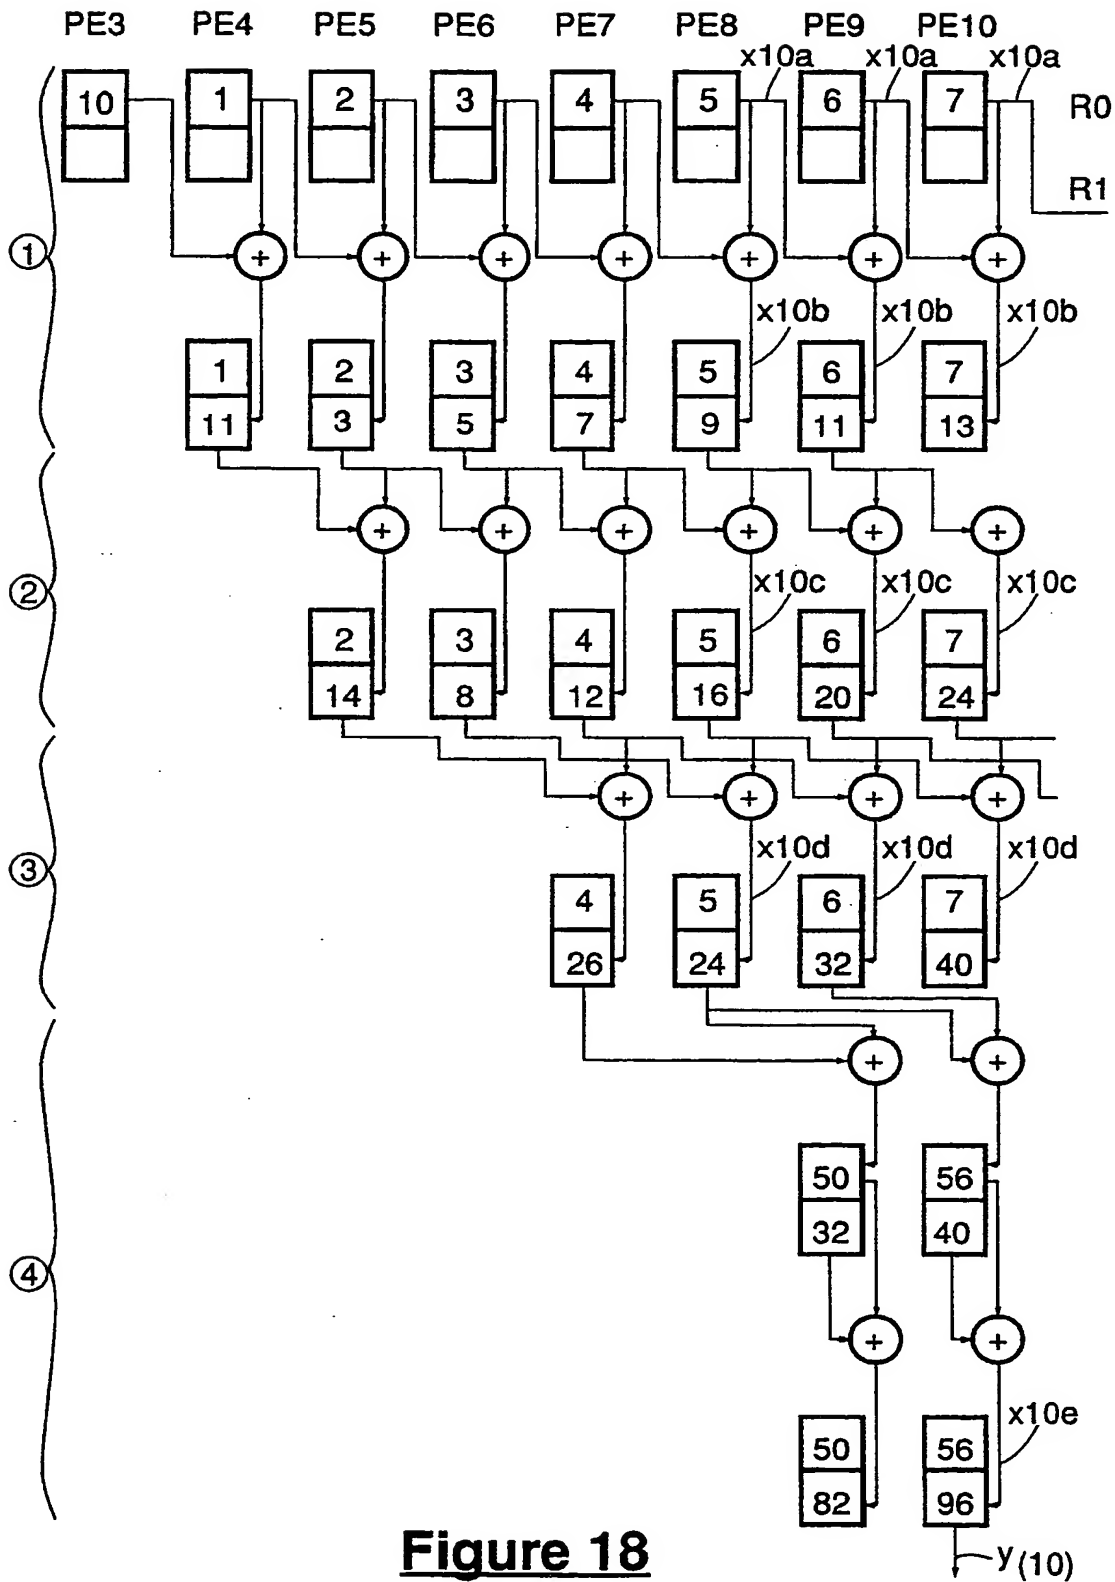 PE3 PE4 PE5 PE6 PE7 PE8 PE9 PE10
x10a x10a x10a
10 1 2 3 4 5 6 7 R0
R1
①
+ + + + + + +
x10b x10b x10b
1 2 3 4 5 6 7
11 3 5 7 9 11 13
+ + + + + +
②
x10c x10c x10c
2 3 4 5 6 7
14 8 12 16 20 24
+ + + +
③
x10d x10d x10d
4 5 6 7
26 24 32 40
+ +
50 56
32 40
④
+ +
x10e
50 56
82 96
Figure 18
y(10)